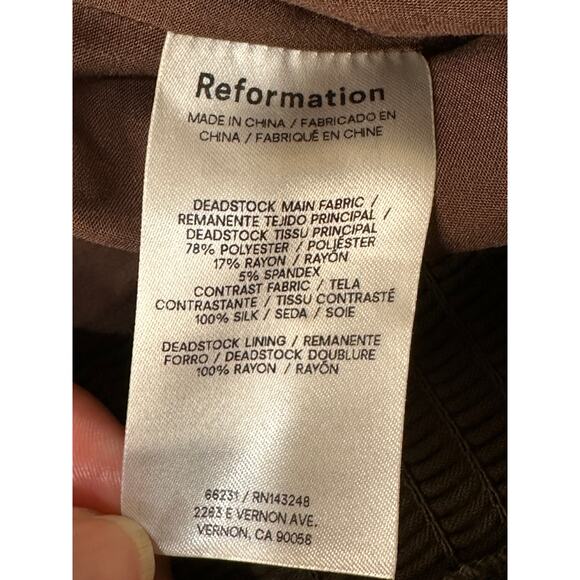 Reformation
MADE IN CHINA / FABRICADO EN
CHINA / FABRIQUÉ EN CHINE
DEADSTOCK MAIN FABRIC /
REMANENTE TEJIDO PRINCIPAL /
DEADSTOCK TISSU PRINCIPAL
78% POLYESTER / POLIÉSTER
17% RAYON / RAYÓN
5% SPANDEX
CONTRAST FABRIC / TELA
CONTRASTANTE / TISSU CONTRASTÉ
100% SILK / SEDA / SOIE
DEADSTOCK LINING / REMANENTE
FORRO / DEADSTOCK DOUBLURE
100% RAYON / RAYÓN
66231 / RN143248
2263 E VERNON AVE.
VERNON, CA 90058